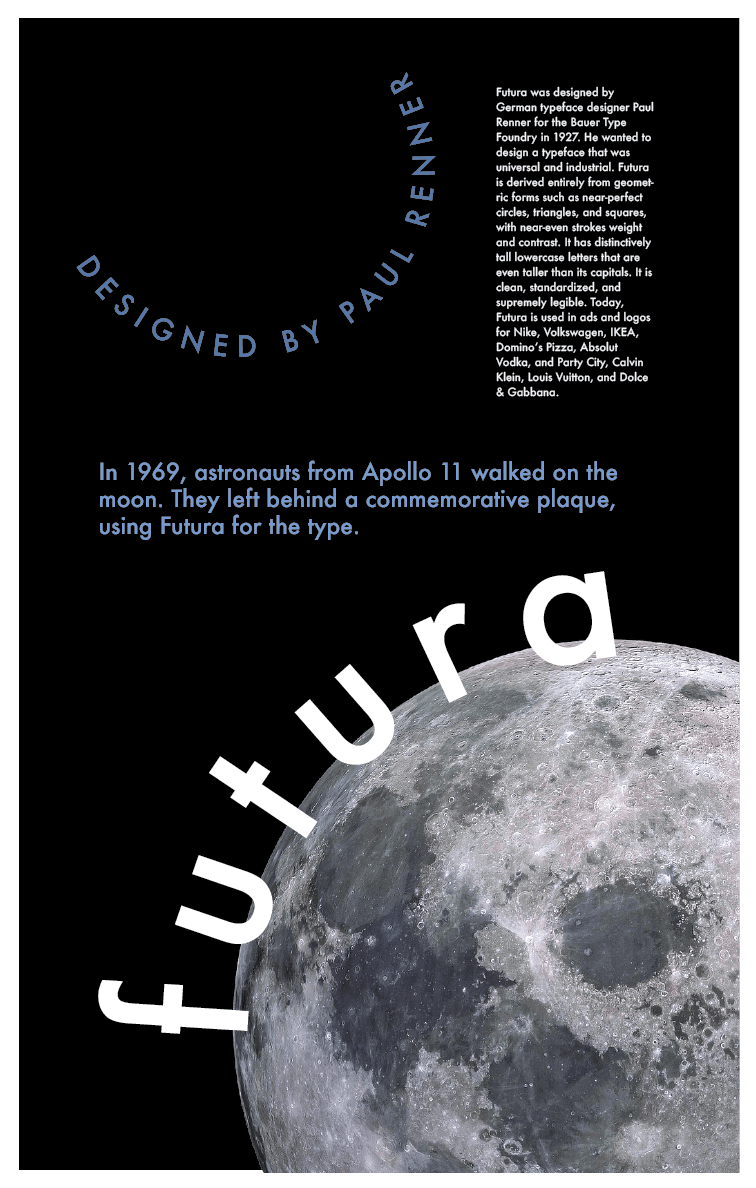 DESIGNED BY PAUL RENNER
Futura was designed by
German typeface designer Paul
Renner for the Bauer Type
Foundry in 1927. He wanted to
design a typeface that was
universal and industrial. Futura
is derived entirely from geomet-
ric forms such as near-perfect
circles, triangles, and squares,
with near-even strokes weight
and contrast. It has distinctively
tall lowercase letters that are
even taller than its capitals. It is
clean, standardized, and
supremely legible. Today,
Futura is used in ads and logos
for Nike, Volkswagen, IKEA,
Domino’s Pizza, Absolut
Vodka, and Party City, Calvin
Klein, Louis Vuitton, and Dolce
& Gabbana.
In 1969, astronauts from Apollo 11 walked on the
moon. They left behind a commemorative plaque,
using Futura for the type.
futura